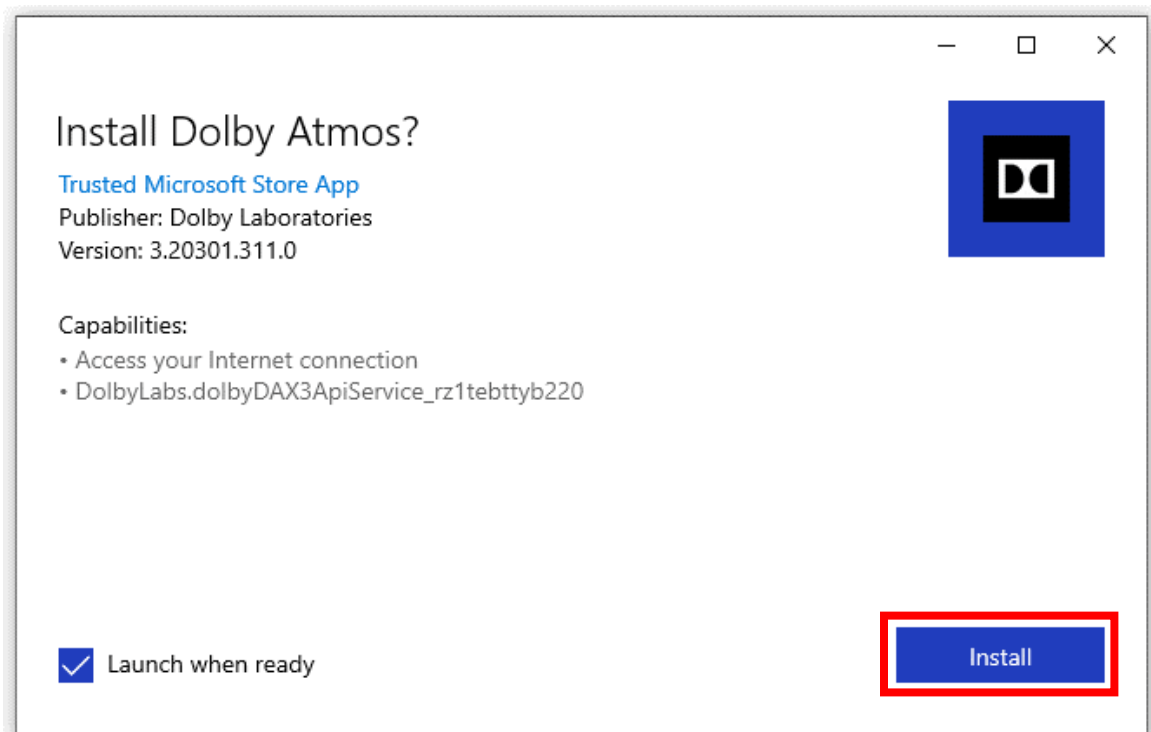 Install Dolby Atmos?
Trusted Microsoft Store App
Publisher: Dolby Laboratories
Version: 3.20301.311.0
Capabilities:
• Access your Internet connection
• DolbyLabs.dolbyDAX3ApiService_rz1tebttyb220
Launch when ready
Install